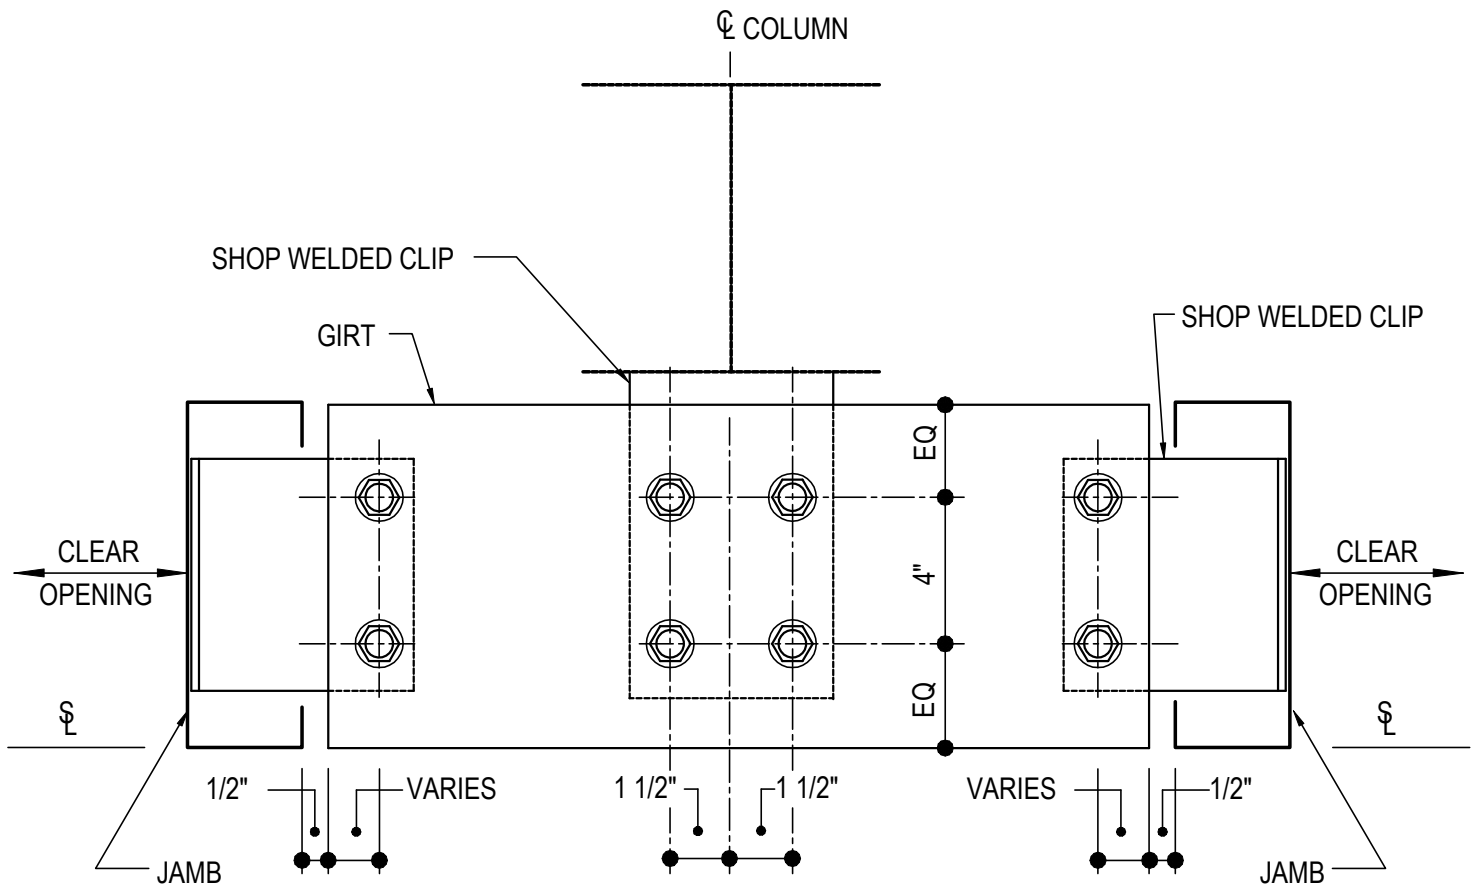 ℄ COLUMN
SHOP WELDED CLIP
GIRT
SHOP WELDED CLIP
EQ
4"
EQ
CLEAR
OPENING
CLEAR
OPENING
SL
SL
1/2"
VARIES
1 1/2"
1 1/2"
VARIES
1/2"
JAMB
JAMB